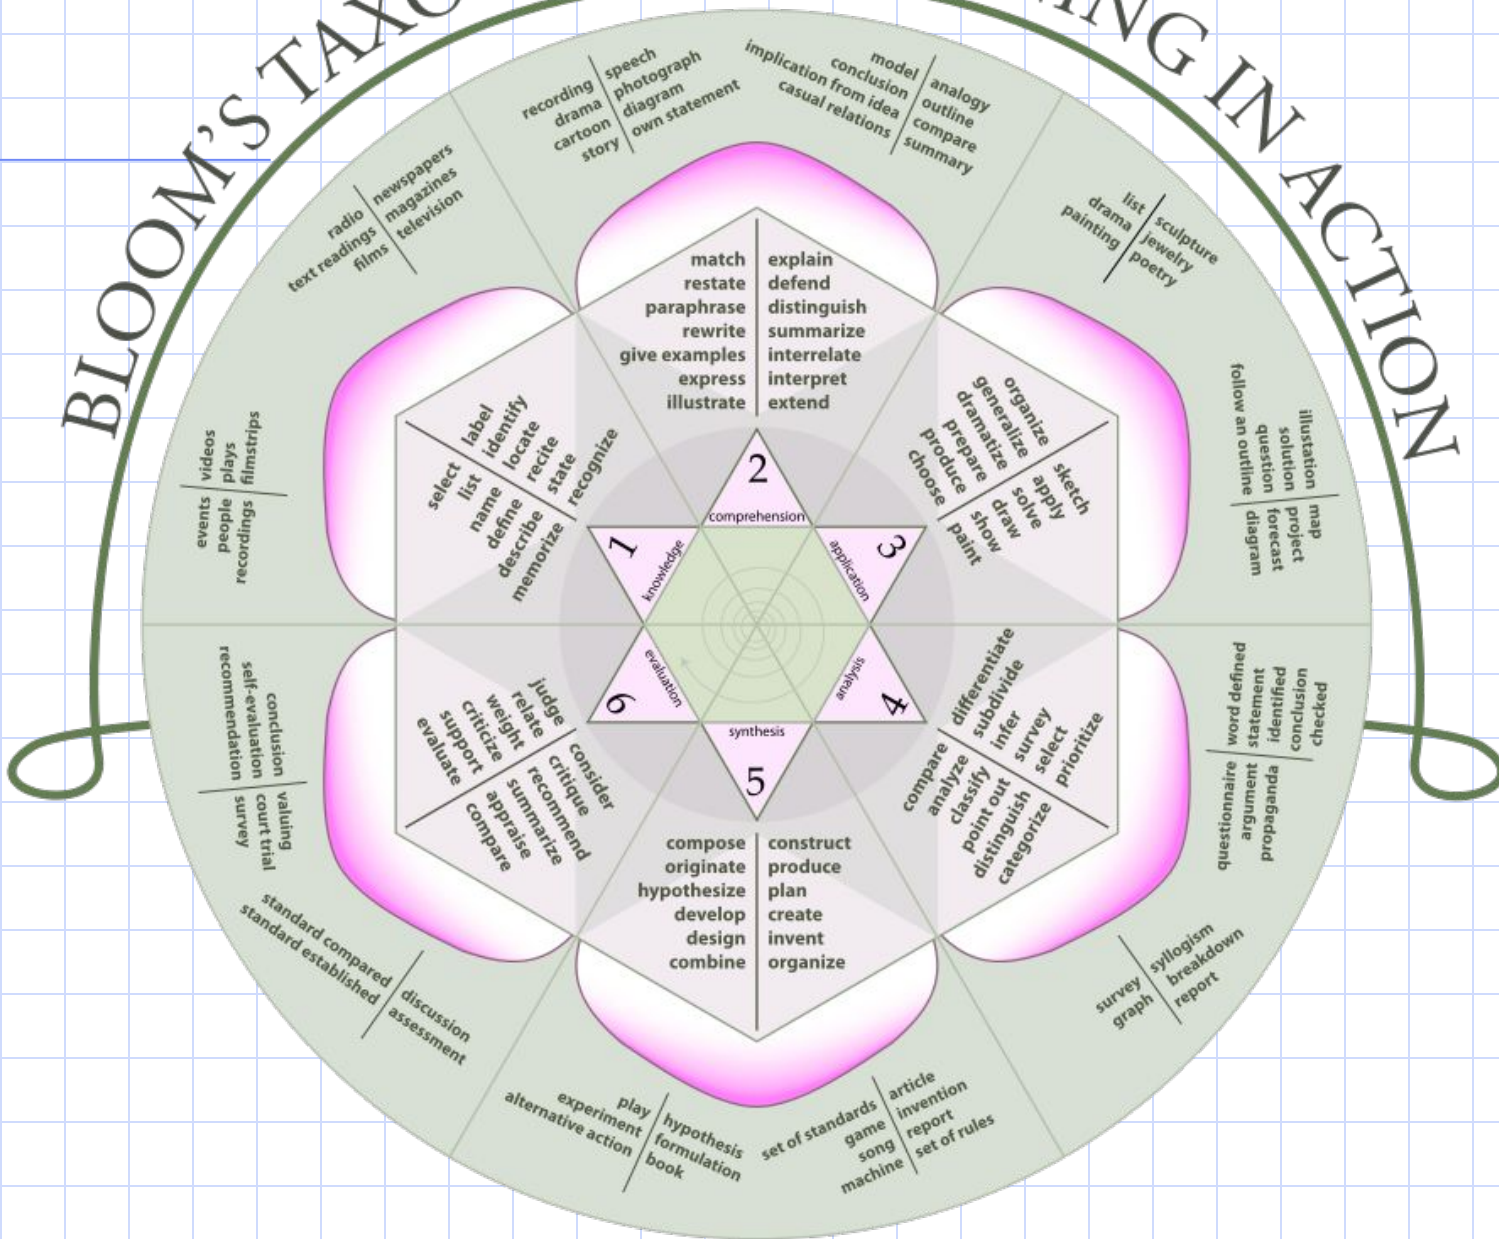 BLOOM'S
IN ACTION
1
knowledge
label
identify
locate
recite
state
recognize
select
list
name
define
describe
memorize
radio
text readings
films
newspapers
magazines
television
videos
plays
filmstrips
events
people
recordings
2
comprehension
match
restate
paraphrase
rewrite
give examples
express
illustrate
explain
defend
distinguish
summarize
interrelate
interpret
extend
recording
drama
cartoon
story
speech
photograph
diagram
own statement
model
conclusion
implication from idea
casual relations
analogy
outline
compare
summary
3
application
organize
generalize
dramatize
prepare
produce
choose
sketch
apply
solve
draw
show
paint
list
drama
painting
sculpture
jewelry
poetry
illustation
solution
question
follow an outline
map
project
forecast
diagram
4
analysis
differentiate
subdivide
infer
survey
select
prioritize
compare
analyze
classify
point out
distinguish
categorize
word defined
statement
identified
conclusion
checked
questionnaire
argument
propaganda
survey
graph
syllogism
breakdown
report
5
synthesis
compose
originate
hypothesize
develop
design
combine
construct
produce
plan
create
invent
organize
set of standards
game
song
machine
article
invention
report
set of rules
play
experiment
alternative action
hypothesis
formulation
book
6
evaluation
judge
relate
weight
criticize
support
evaluate
consider
critique
recommend
summarize
appraise
compare
standard compared
standard established
discussion
assessment
conclusion
self-evaluation
recommendation
valuing
court trial
survey